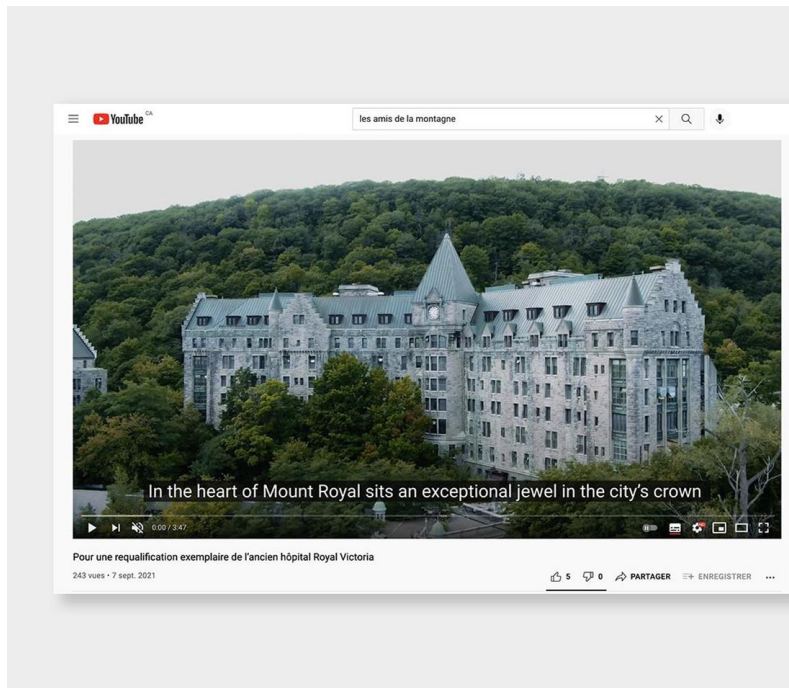 YouTube CA
les amis de la montagne
In the heart of Mount Royal sits an exceptional jewel in the city's crown
0:00 / 3:47
Pour une requalification exemplaire de l'ancien hôpital Royal Victoria
243 vues • 7 sept. 2021
5 0 PARTAGER ENREGISTRER